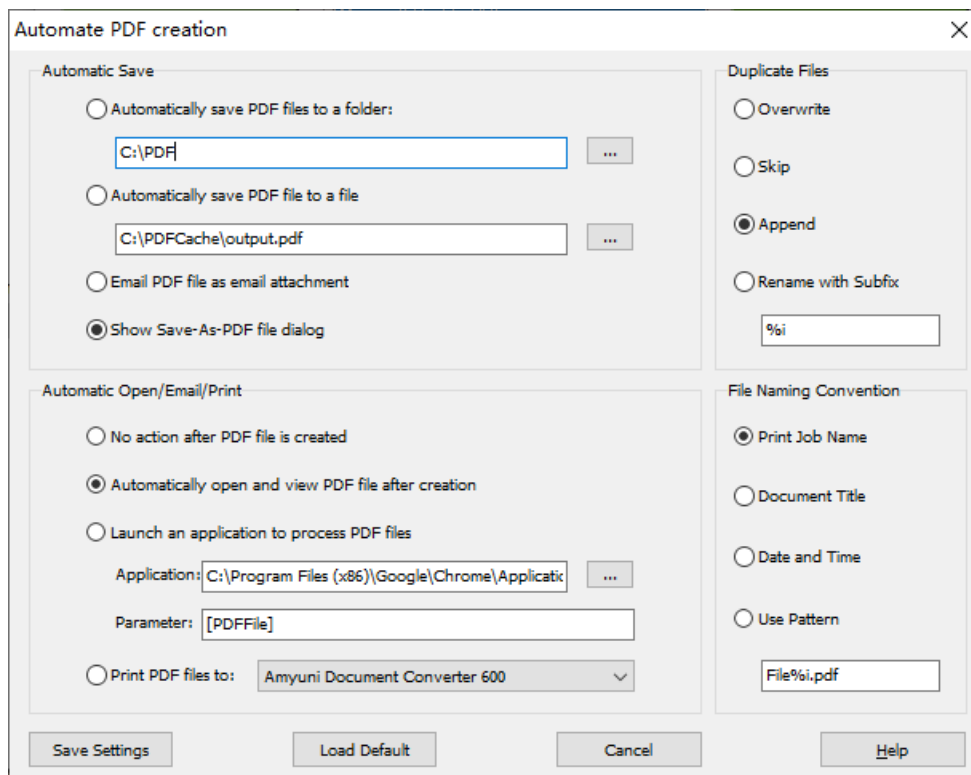 Automate PDF creation
Automatic Save
Automatically save PDF files to a folder:
C:\PDF
...
Automatically save PDF file to a file
C:\PDFCache\output.pdf
...
Email PDF file as email attachment
Show Save-As-PDF file dialog
Duplicate Files
Overwrite
Skip
Append
Rename with Subfix
%i
Automatic Open/Email/Print
No action after PDF file is created
Automatically open and view PDF file after creation
Launch an application to process PDF files
Application: C:\Program Files (x86)\Google\Chrome\Applicatic
...
Parameter: [PDFFile]
Print PDF files to: Amyuni Document Converter 600
File Naming Convention
Print Job Name
Document Title
Date and Time
Use Pattern
File%i.pdf
Save Settings
Load Default
Cancel
Help